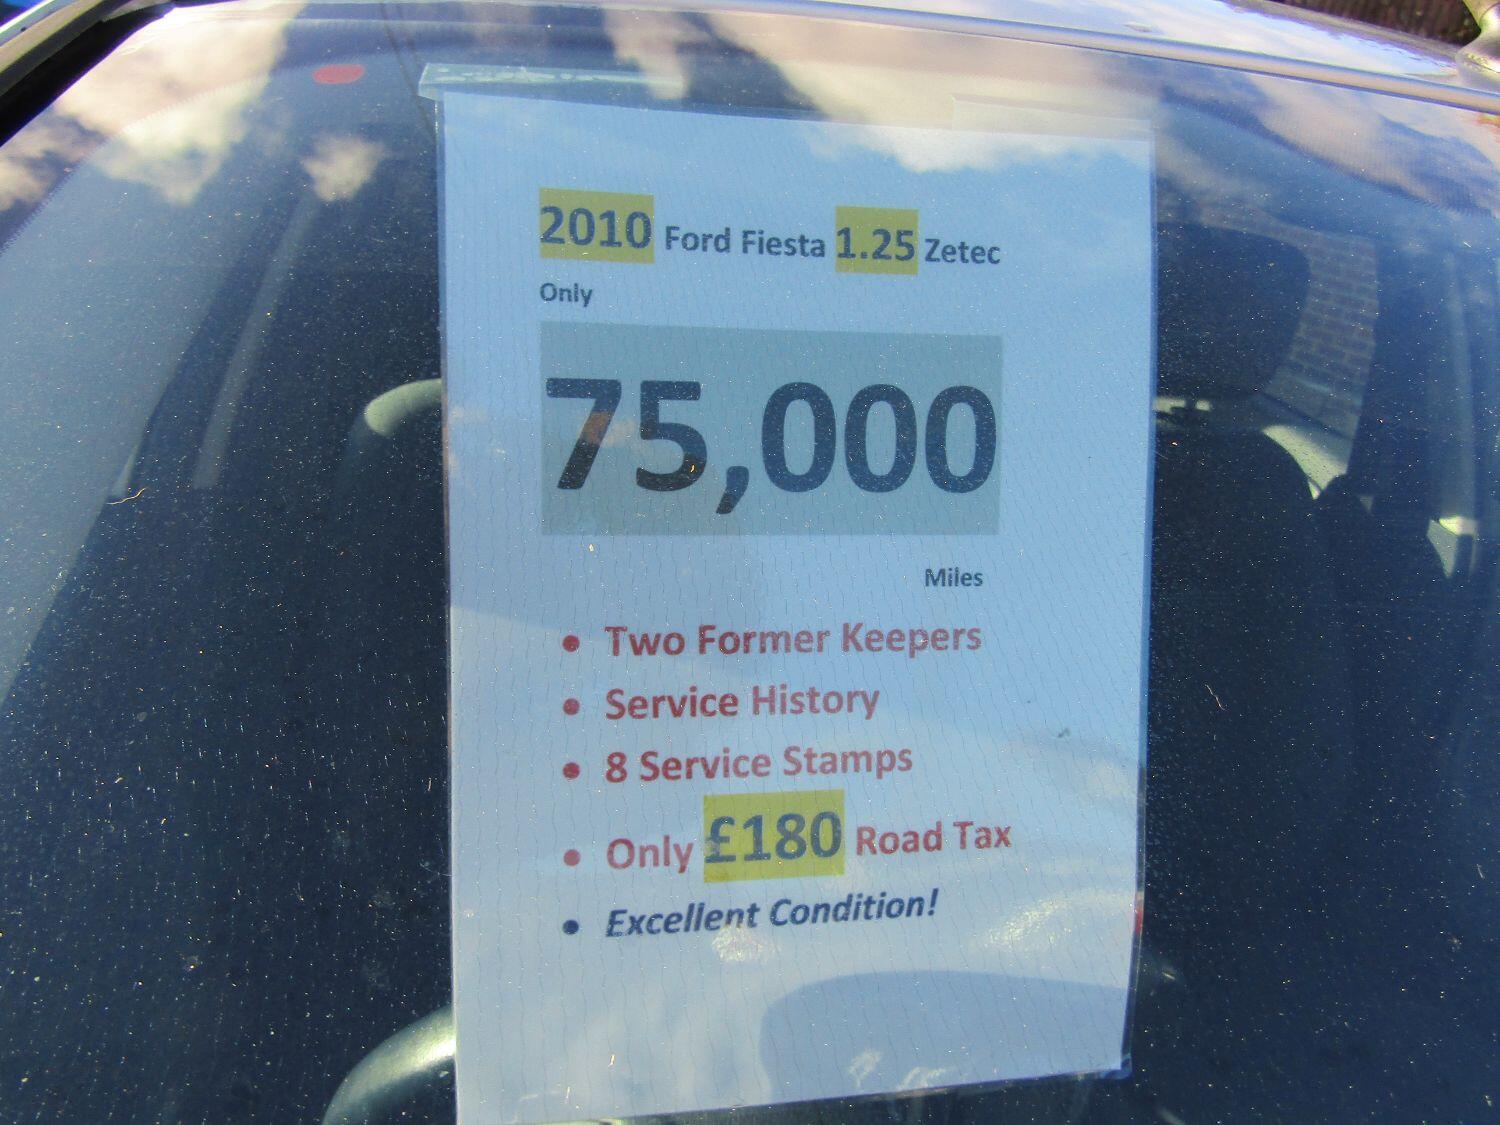 2010 Ford Fiesta 1.25 Zetec
Only
75,000
Miles
• Two Former Keepers
• Service History
• 8 Service Stamps
• Only £180 Road Tax
• Excellent Condition!